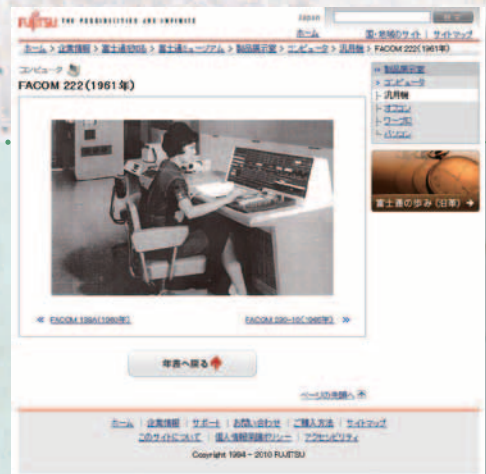 FUJITSU THE POSSIBILITIES ARE INFINITE
Japan
ホーム
国・地域のサイト | サイトマップ
ホーム > 企業情報 > 富士通を知る > 富士通ミュージアム > 製品展示室 > コンピュータ > 汎用機 > FACOM 222(1961年)
コンピュータ
FACOM 222(1961年)
製品展示室
コンピュータ
汎用機
オフコン
ワープロ
パソコン
富士通の歩み(沿革)
FACOM 128A(1960年)
FACOM 230-10(1965年)
年表へ戻る
ページの先頭へ
ホーム | 企業情報 | サポート | お問い合わせ | ご購入方法 | サイトマップ
このサイトについて | 個人情報保護ポリシー | アクセシビリティ
Copyright 1994 - 2010 FUJITSU